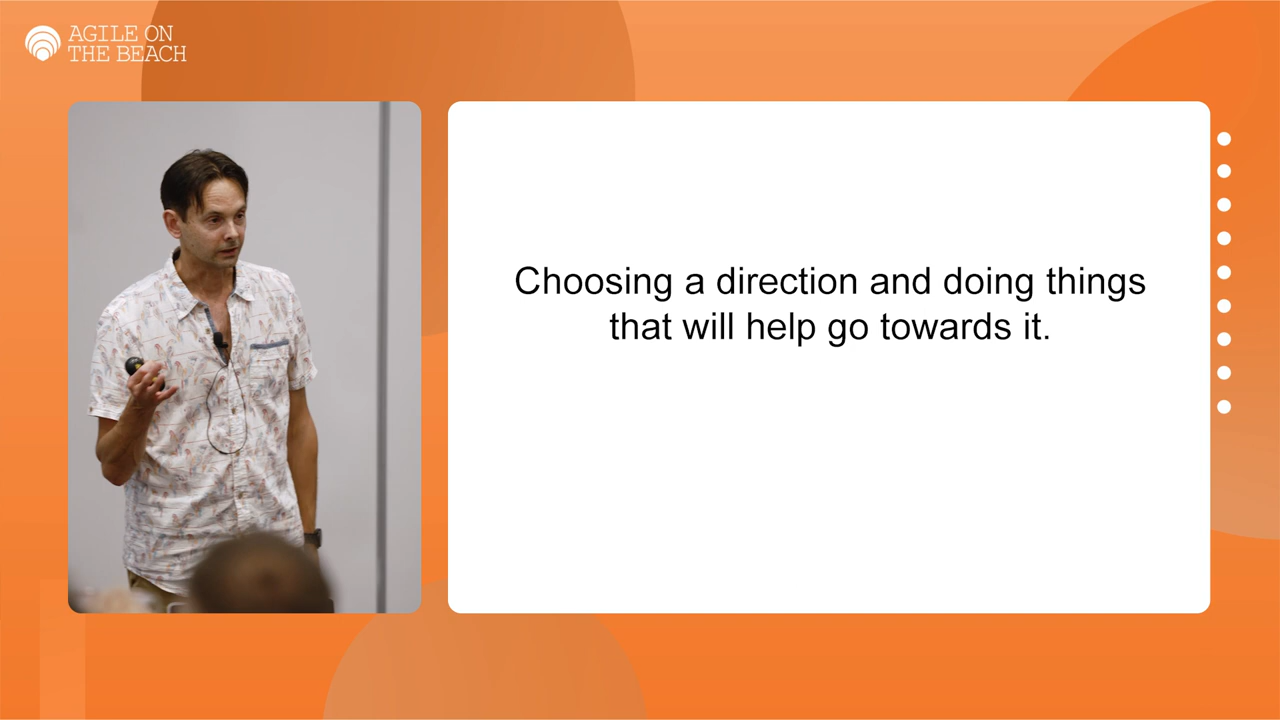 AGILE ON
THE BEACH
Choosing a direction and doing things
that will help go towards it.